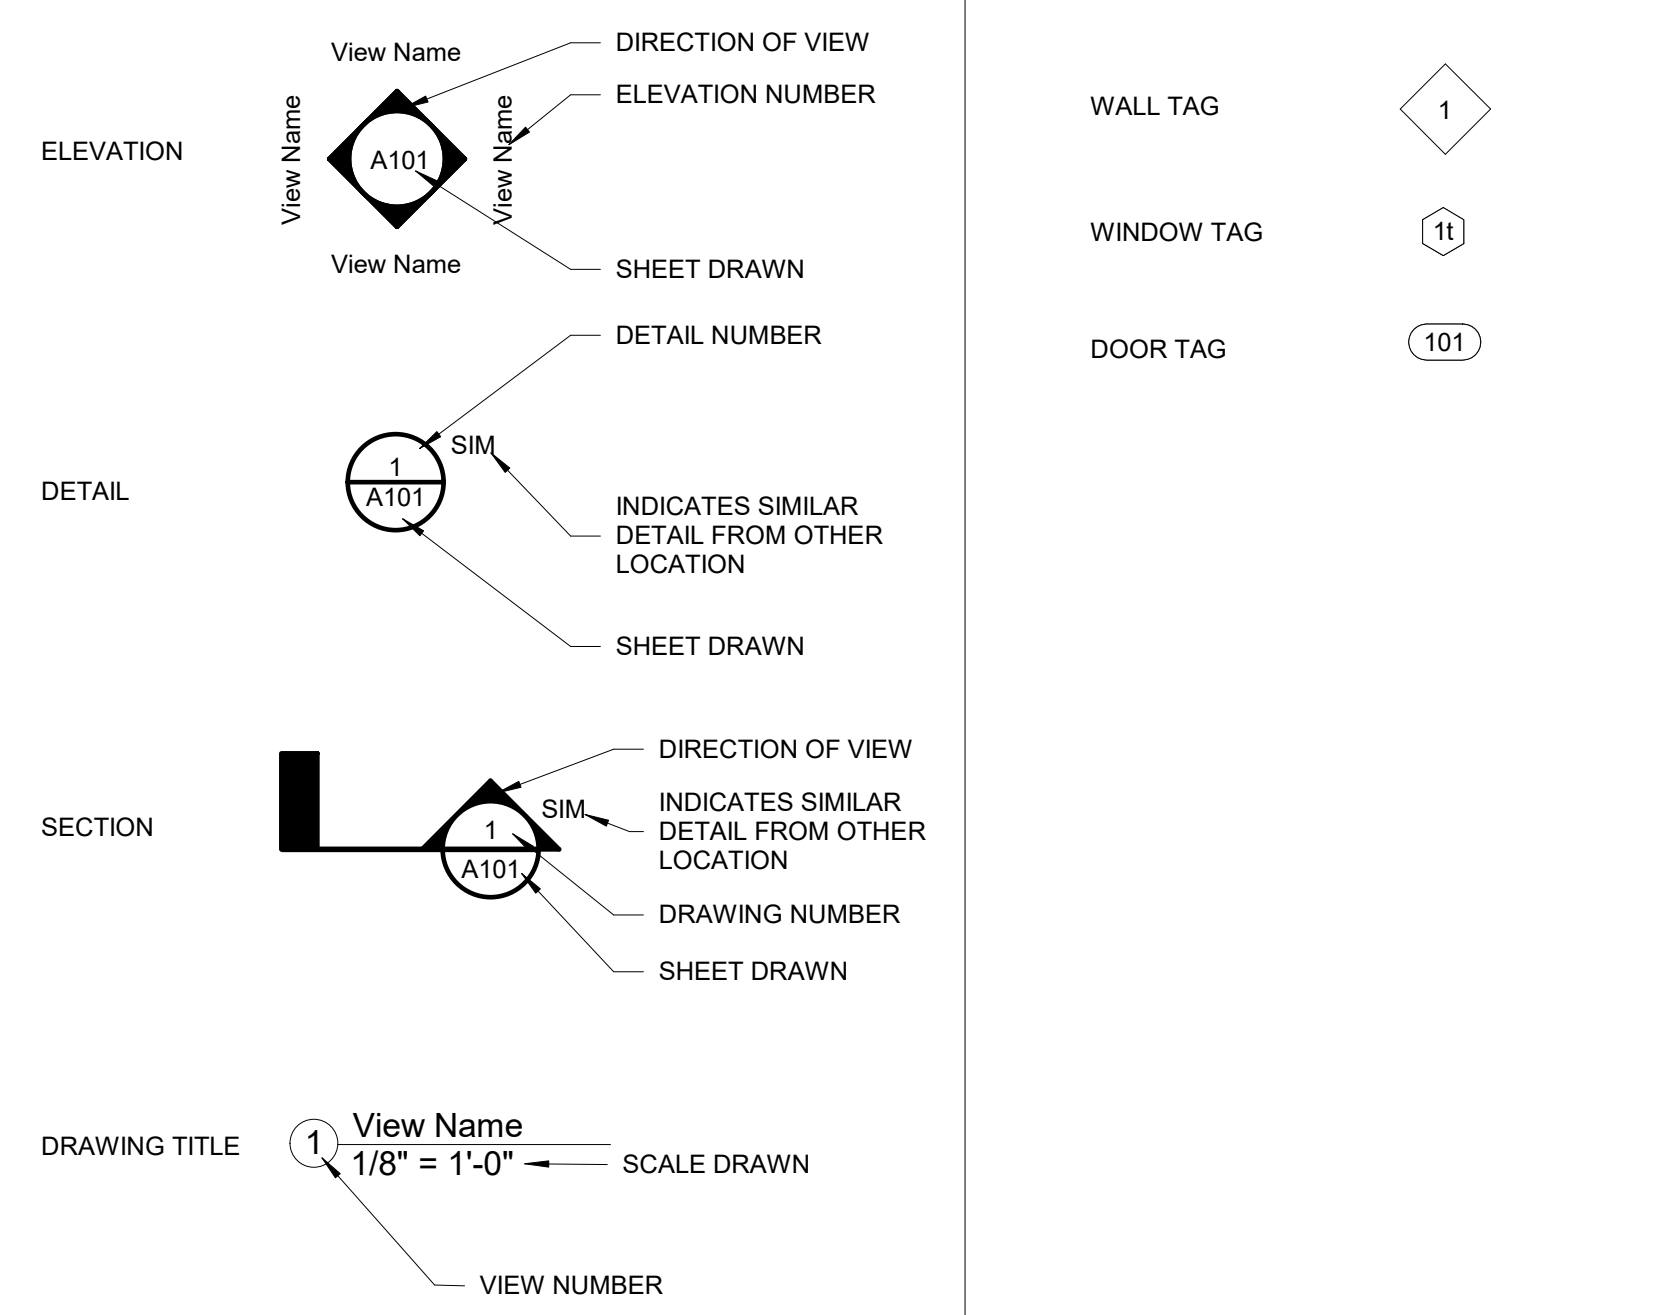 ELEVATION
View Name
View Name
A101
View Name
View Name
DIRECTION OF VIEW
ELEVATION NUMBER
SHEET DRAWN
DETAIL
1
A101
SIM
DETAIL NUMBER
INDICATES SIMILAR
DETAIL FROM OTHER
LOCATION
SHEET DRAWN
SECTION
1
A101
SIM
DIRECTION OF VIEW
INDICATES SIMILAR
DETAIL FROM OTHER
LOCATION
DRAWING NUMBER
SHEET DRAWN
DRAWING TITLE
1
View Name
1/8" = 1'-0"
SCALE DRAWN
VIEW NUMBER
WALL TAG
1
WINDOW TAG
1t
DOOR TAG
101